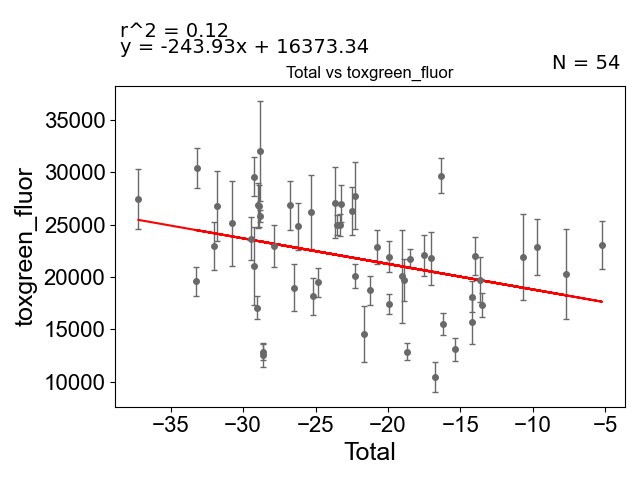 r^2 = 0.12
y = -243.93x + 16373.34
N = 54
Total vs toxgreen_fluor
35000
30000
25000
20000
15000
10000
toxgreen_fluor
−35 −30 −25 −20 −15 −10 −5
Total